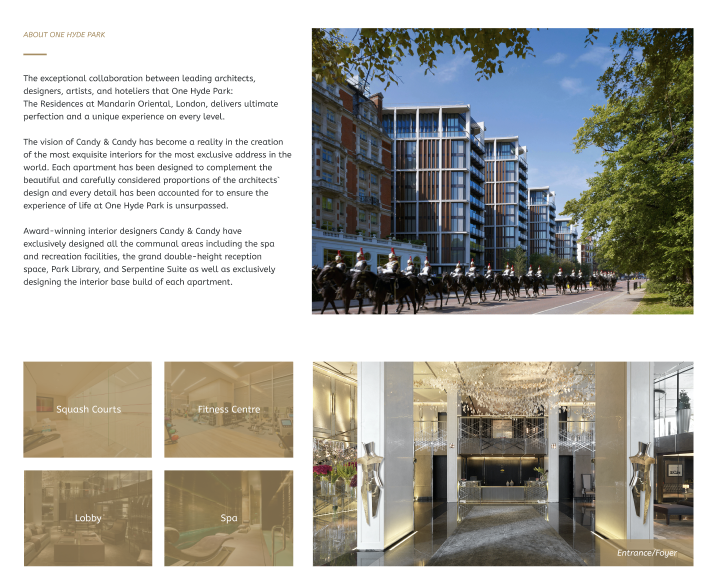 ABOUT ONE HYDE PARK
The exceptional collaboration between leading architects,
designers, artists, and hoteliers that One Hyde Park:
The Residences at Mandarin Oriental, London, delivers ultimate
perfection and a unique experience on every level.
The vision of Candy & Candy has become a reality in the creation
of the most exquisite interiors for the most exclusive address in the
world. Each apartment has been designed to complement the
beautiful and carefully considered proportions of the architects`
design and every detail has been accounted for to ensure the
experience of life at One Hyde Park is unsurpassed.
Award-winning interior designers Candy & Candy have
exclusively designed all the communal areas including the spa
and recreation facilities, the grand double-height reception
space, Park Library, and Serpentine Suite as well as exclusively
designing the interior base build of each apartment.
Squash Courts
Fitness Centre
Lobby
Spa
Entrance/Foyer